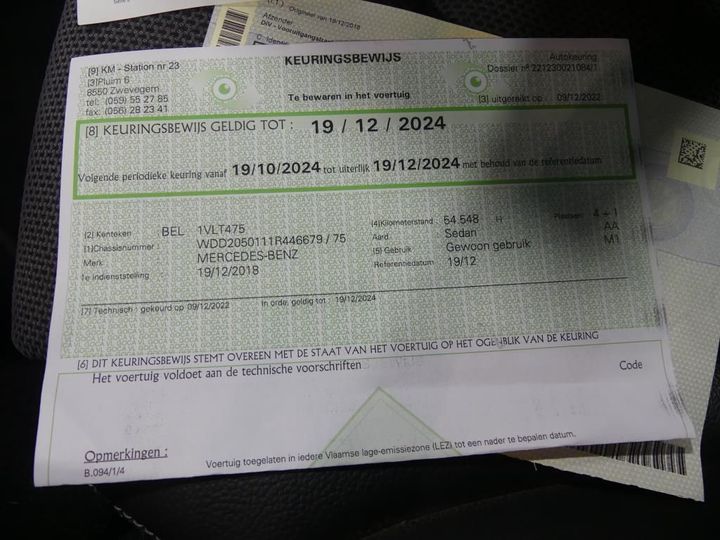 (C1) Origineel van 19/12/2018
Afzender
DIV - Vooruitgangstra
C. Iden
[9] KM - Station nr 23
[3]Pluim 6
8550 Zwevegem
tel: (059) 55 27 85
fax: (056) 28 23 41
KEURINGSBEWIJS
Te bewaren in het voertuig
Autokeuring
Dossier nº 221230021084/1
[3] uitgereikt op : 09/12/2022
[8] KEURINGSBEWIJS GELDIG TOT : 19 / 12 / 2024
Volgende periodieke keuring vanaf 19/10/2024 tot uiterlijk 19/12/2024 met behoud van de referentiedatum
[2] Kenteken : BEL 1VLT475
[1]Chassisnummer : WDD2050111R446679 / 75
Merk : MERCEDES-BENZ
1e indienststelling : 19/12/2018
[4]Kilometerstand : 54.548 H Plaatsen: 4 + 1
Aard: Sedan AA
[5] Gebruik : Gewoon gebruik M1
Referentiedatum : 19/12
[7] Technisch : gekeurd op 09/12/2022 In orde, geldig tot : 19/12/2024
[6] DIT KEURINGSBEWIJS STEMT OVEREEN MET DE STAAT VAN HET VOERTUIG OP HET OGENBLIK VAN DE KEURING
Het voertuig voldoet aan de technische voorschriften Code
Opmerkingen :
B.094/1/4
Voertuig toegelaten in iedere Vlaamse lage-emissiezone (LEZ) tot een nader te bepalen datum.